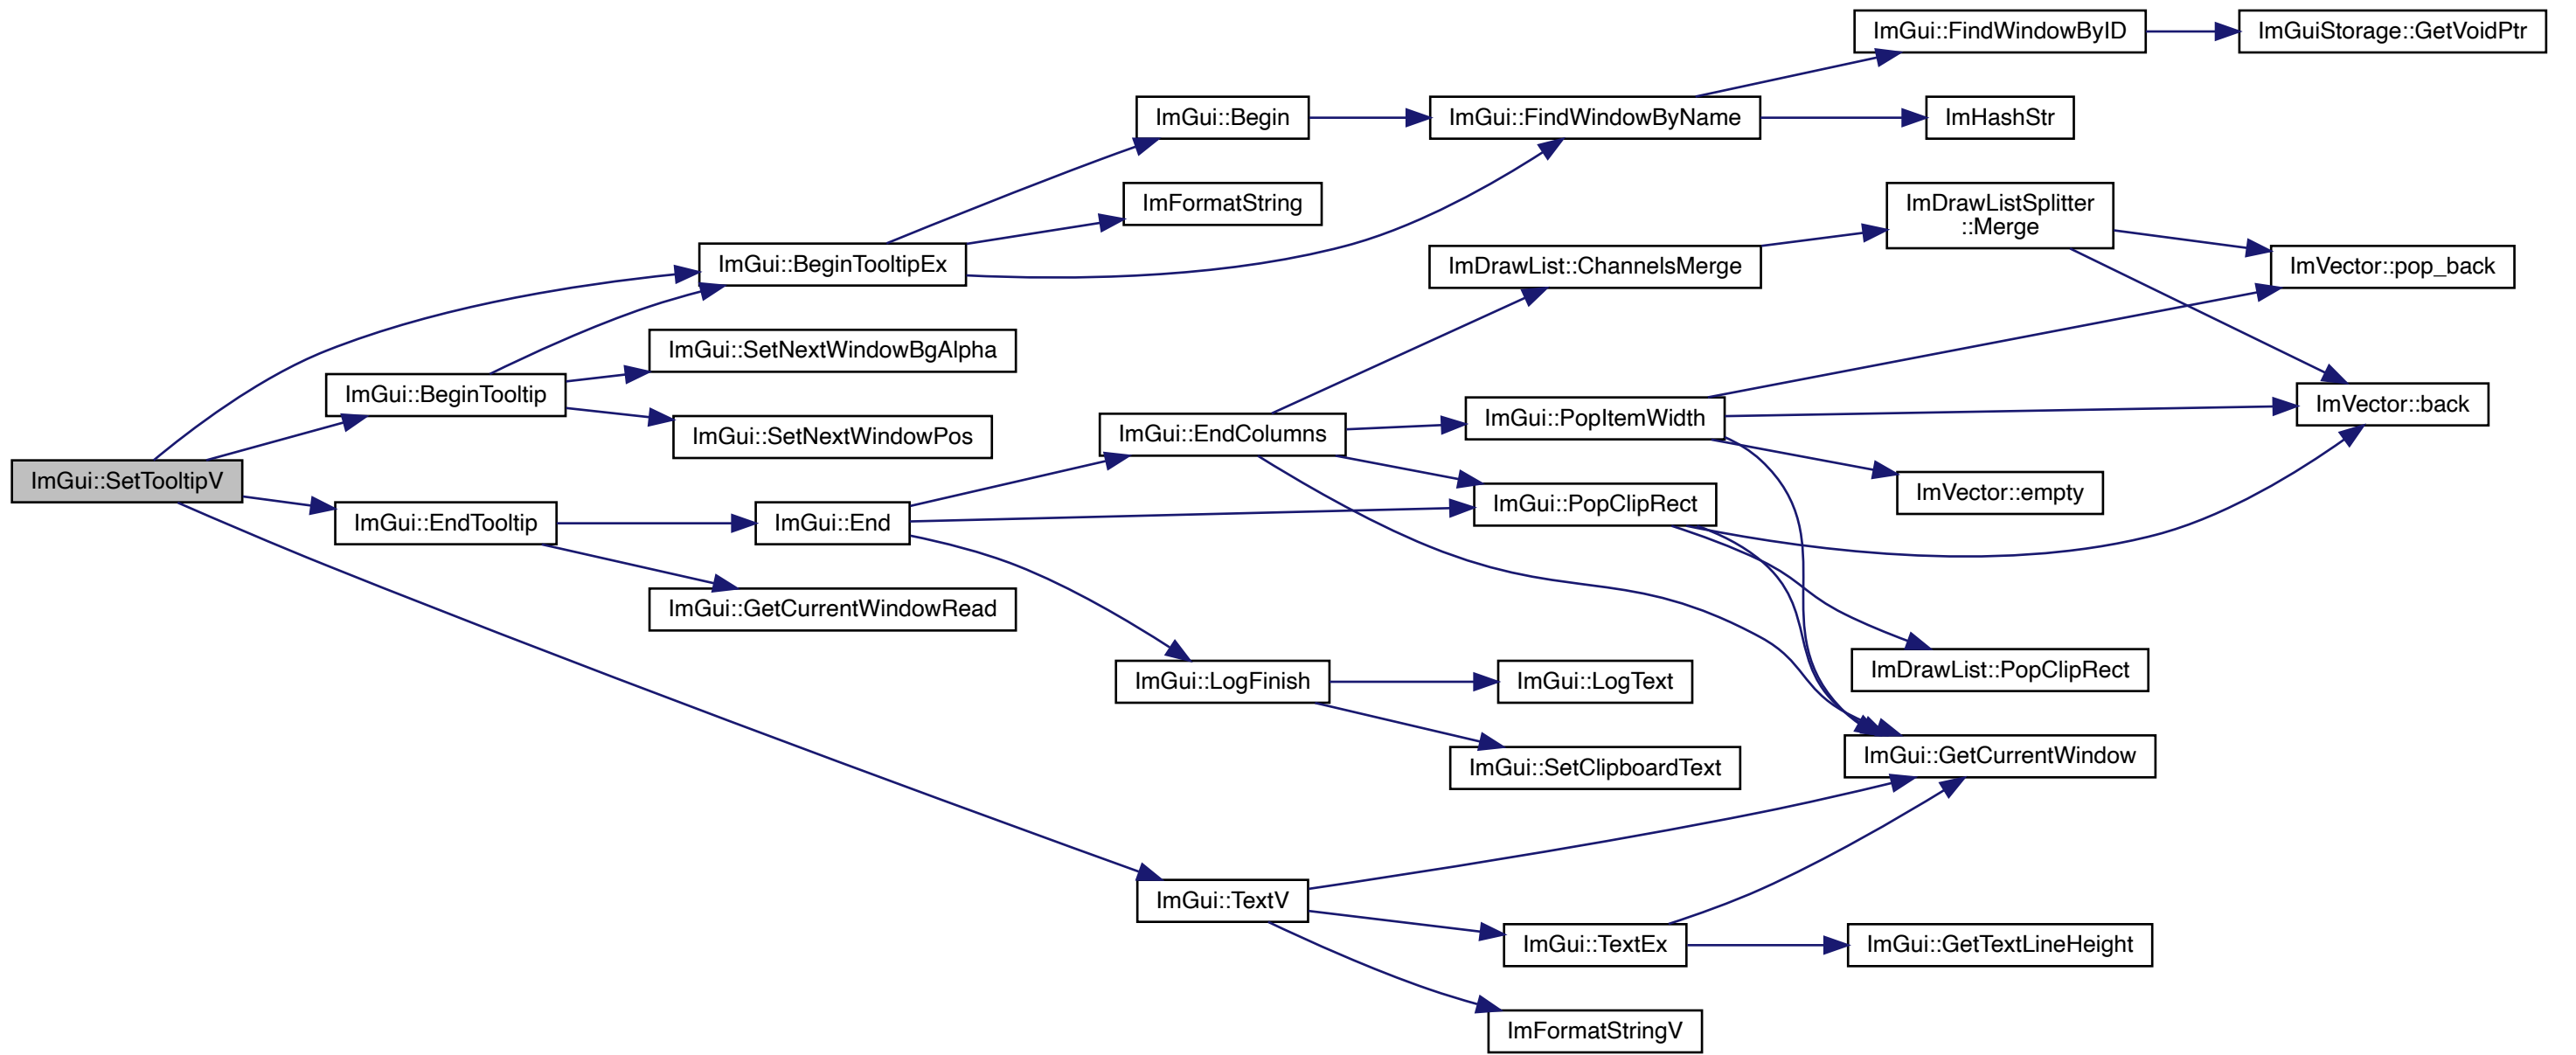 ImGui::SetTooltipV
ImGui::BeginTooltipEx
ImGui::Begin
ImGui::FindWindowByName
ImGui::FindWindowByID
ImGuiStorage::GetVoidPtr
ImHashStr
ImFormatString
ImGui::BeginTooltip
ImGui::SetNextWindowBgAlpha
ImGui::SetNextWindowPos
ImGui::EndTooltip
ImGui::End
ImGui::GetCurrentWindowRead
ImGui::EndColumns
ImDrawList::ChannelsMerge
ImDrawListSplitter
::Merge
ImVector::pop_back
ImVector::back
ImGui::PopItemWidth
ImVector::empty
ImGui::PopClipRect
ImDrawList::PopClipRect
ImGui::GetCurrentWindow
ImGui::LogFinish
ImGui::LogText
ImGui::SetClipboardText
ImGui::TextV
ImGui::TextEx
ImGui::GetTextLineHeight
ImFormatStringV